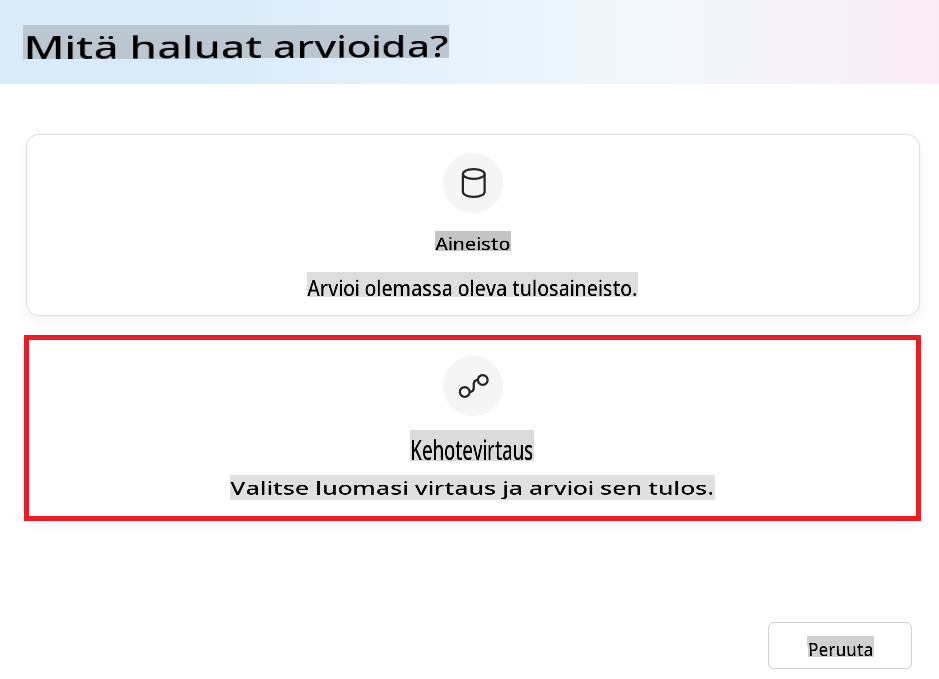 Mitä haluat arvioida?
Aineisto
Arvioi olemassa oleva tulosaineisto.
Kehotevirtaus
Valitse luomasi virtaus ja arvioi sen tulos.
Peruuta